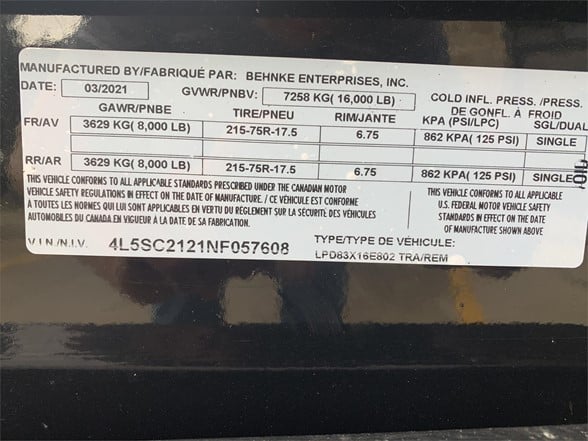 MANUFACTURED BY/FABRIQUÉ PAR: BEHNKE ENTERPRISES, INC.
DATE: 03/2021 GVWR/PNBV: 7258 KG( 16,000 LB) COLD INFL. PRESS. /PRESS. DE GONFL. À FROID
GAWR/PNBE TIRE/PNEU RIM/JANTE KPA (PSI/LPC) SGL/DUAL
FR/AV 3629 KG( 8,000 LB) 215-75R-17.5 6.75 862 KPA( 125 PSI) SINGLE
RR/AR 3629 KG( 8,000 LB) 215-75R-17.5 6.75 862 KPA( 125 PSI) SINGLE
THIS VEHICLE CONFORMS TO ALL APPLICABLE STANDARDS PRESCRIBED UNDER THE CANADIAN MOTOR
VEHICLE SAFETY REGULATIONS IN EFFECT ON THE DATE OF MANUFACTURE. / CE VÉHICULE EST CONFORME
À TOUTES LES NORMES QUI LUI SONT APPLICABLES EN VERTU DU RÈGLEMENT SUR LA SÉCURITÉ DES VÉHICULES
AUTOMOBILES DU CANADA EN VIGUEUR À LA DATE DE SA FABRICATION.
THIS VEHICLE CONFORMS TO ALL APPLICABLE
U.S. FEDERAL MOTOR VEHICLE SAFETY
STANDARDS IN EFFECT ON THE DATE
OF MANUFACTURE SHOWN ABOVE
V.I.N./N.I.V. 4L5SC2121NF057608
TYPE/TYPE DE VÉHICULE:
LPD83X16E802 TRA/REM